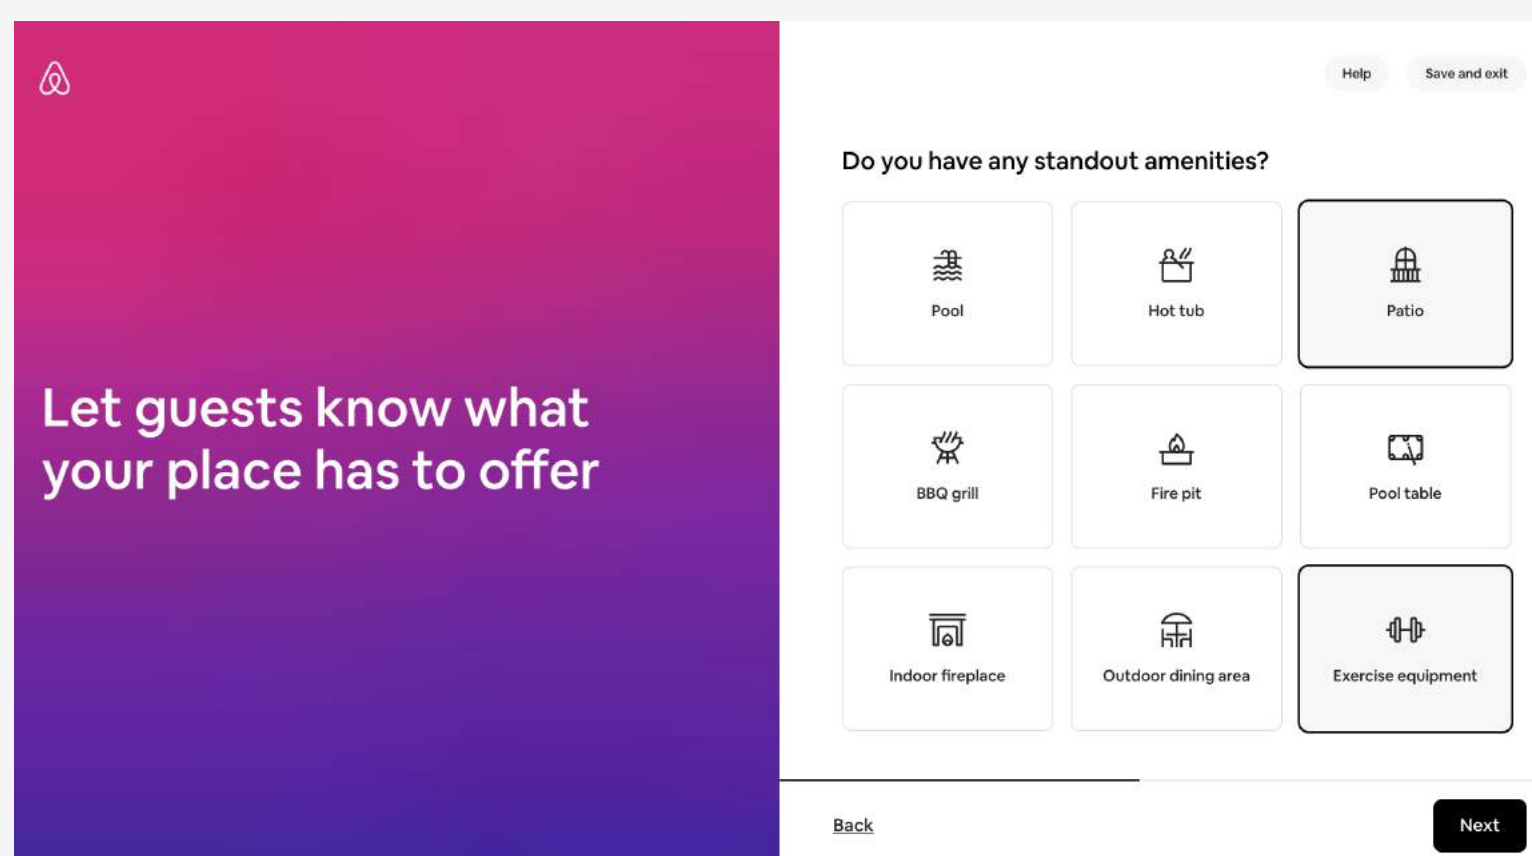 Help
Save and exit
Let guests know what
your place has to offer
Do you have any standout amenities?
Pool
Hot tub
Patio
BBQ grill
Fire pit
Pool table
Indoor fireplace
Outdoor dining area
Exercise equipment
Back
Next